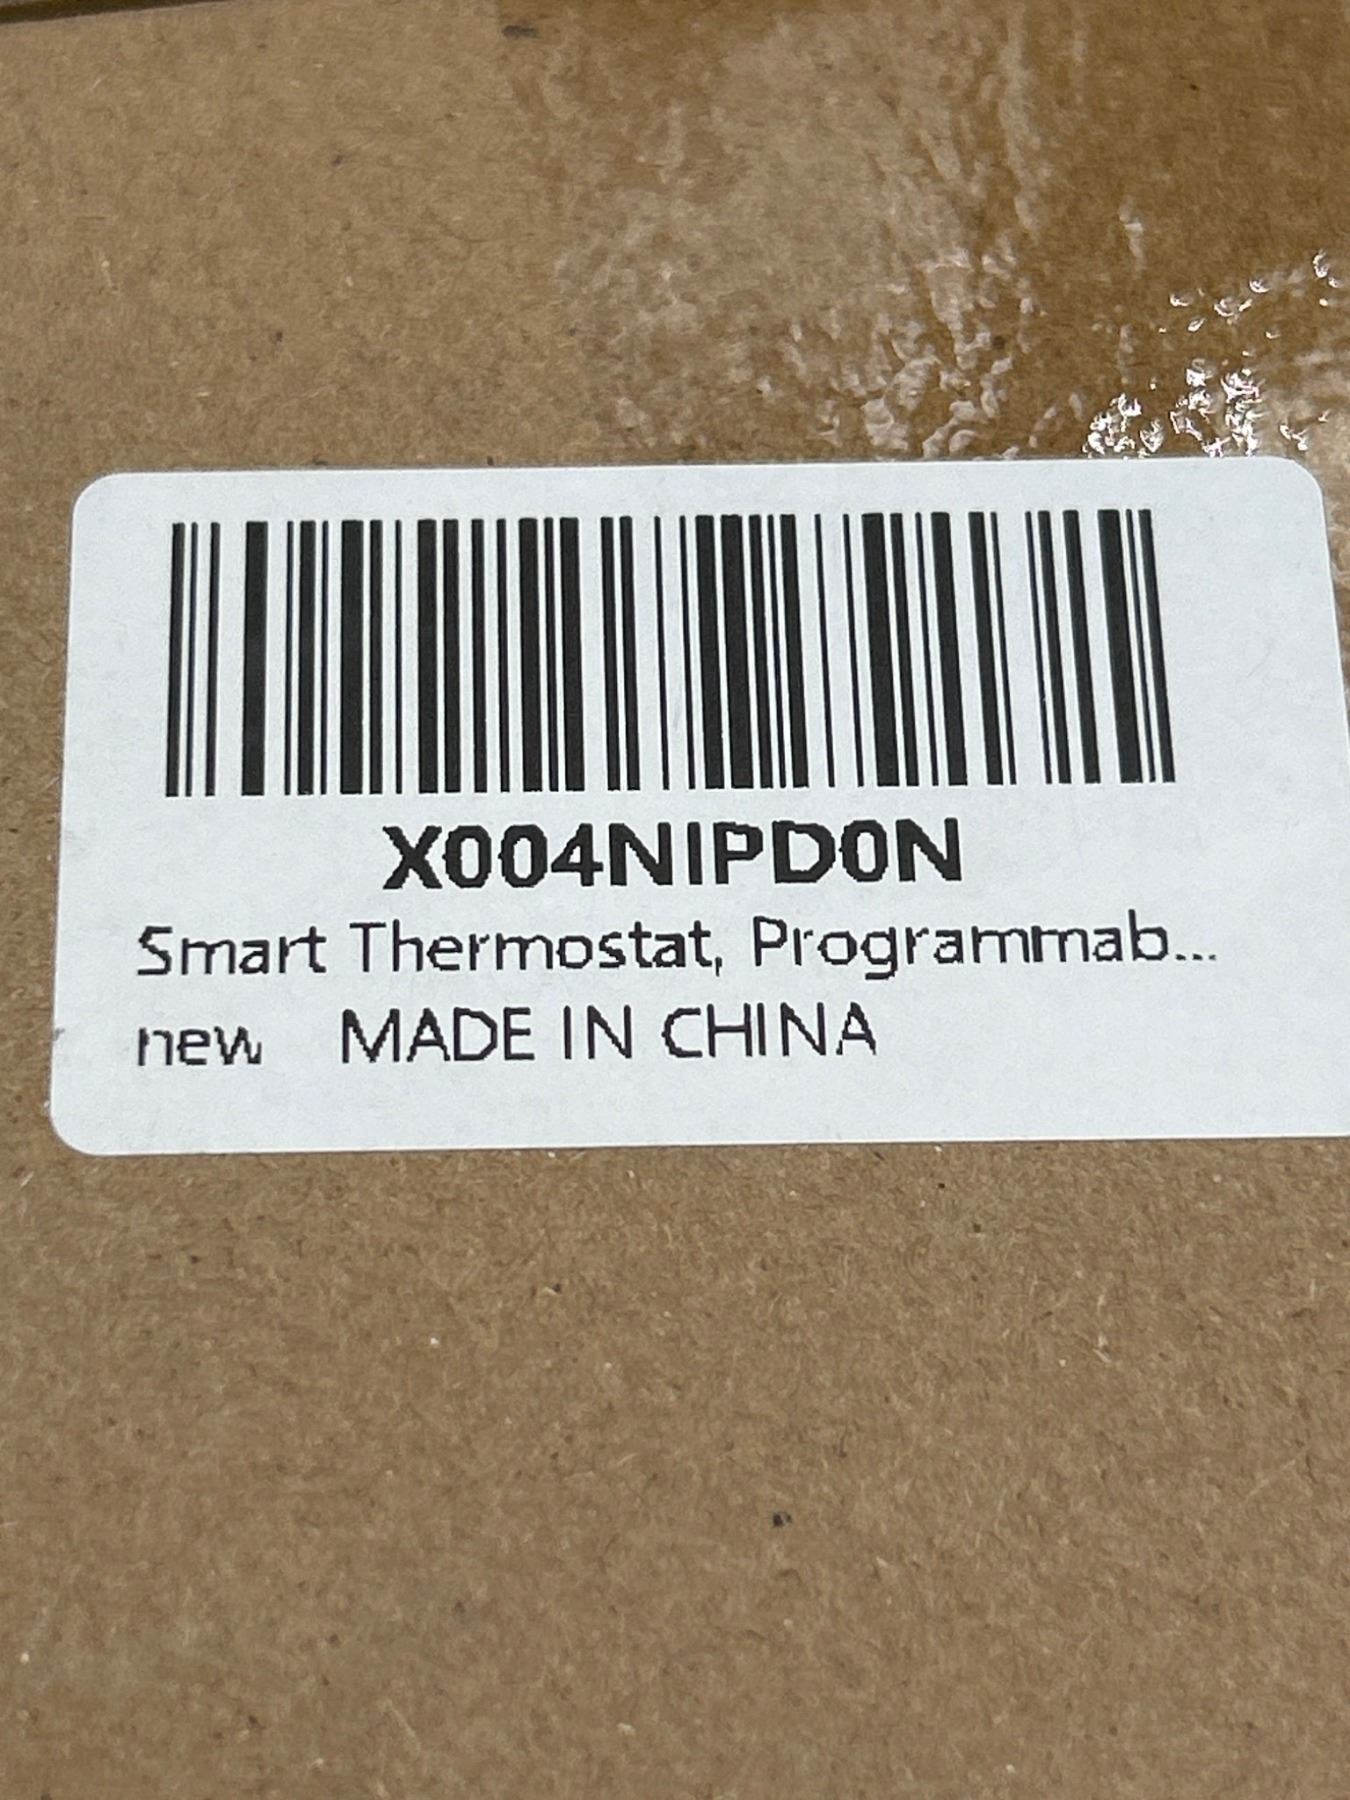 X004NIPD0N
Smart Thermostat, Programmab...
new MADE IN CHINA